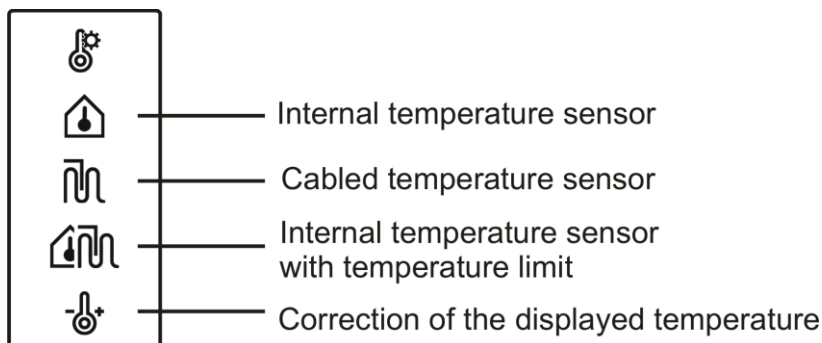 Internal temperature sensor
Cabled temperature sensor
Internal temperature sensor
with temperature limit
Correction of the displayed temperature